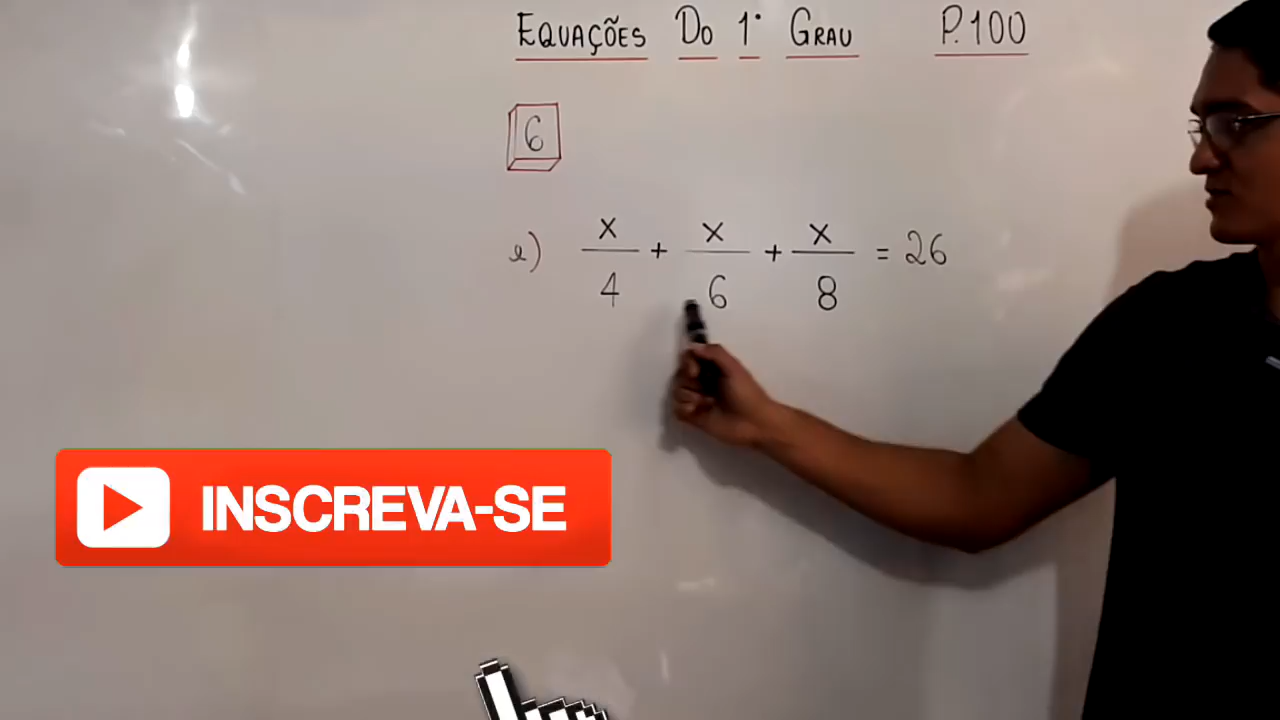 EQUAÇÕES DO 1° GRAU P.100
6
e) x/4 + x/6 + x/8 = 26
INSCREVA-SE